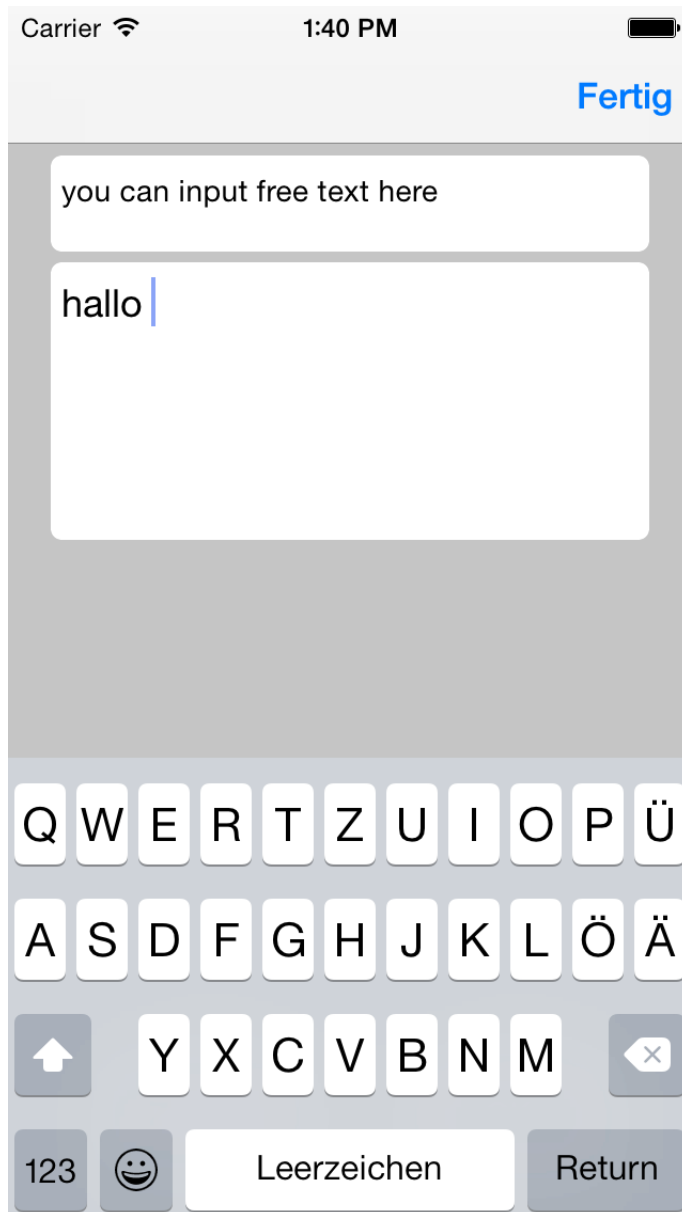 Carrier 1:40 PM
Fertig
you can input free text here
hallo
Q W E R T Z U I O P Ü
A S D F G H J K L Ö Ä
Y X C V B N M
123 Leerzeichen Return